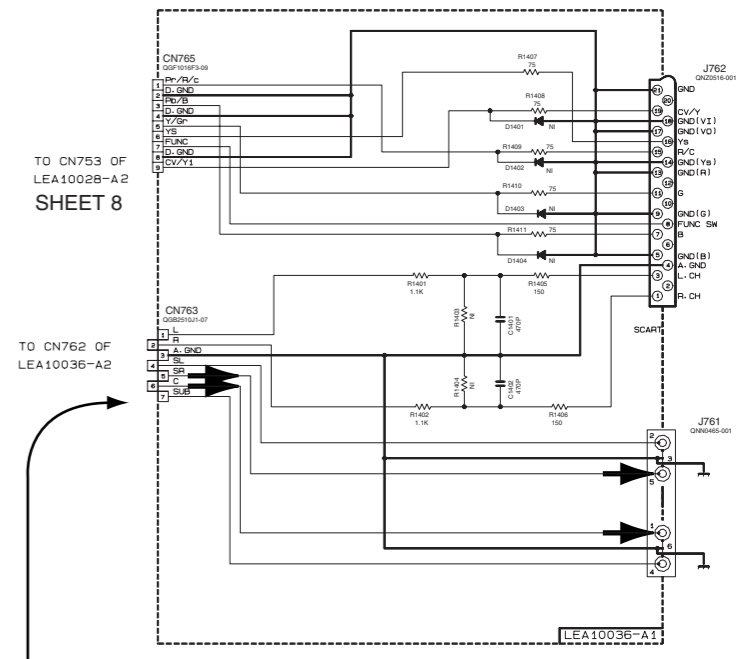 CN765
QGF1016F3-09
1 Pr/R/c
2 D.GND
3 Pb/B
4 D.GND
5 Y/Gr
6 YS
7 FUNC
8 D.GND
9 CV/Y1
TO CN753 OF
LEA10028-A2
SHEET 8
R1407
75
R1408
75
D1401
NI
R1409
75
D1402
NI
R1410
75
D1403
NI
R1411
75
D1404
NI
J762
QNZ0516-001
21 GND
20
19 CV/Y
18 GND(VI)
17 GND(VO)
16 Ys
15 R/C
14 GND(Ys)
13 GND(R)
12
11 G
10
9 GND(G)
8 FUNC SW
7 B
6
5 GND(B)
4 A.GND
3 L.CH
2
1 R.CH
SCART
R1401
1.1K
R1405
150
R1403
NI
C1401
470P
R1404
NI
C1402
470P
R1402
1.1K
R1406
150
CN763
QGB2510J1-07
1 L
2 R
3 A.GND
4 SL
5 SR
6 C
7 SUB
TO CN762 OF
LEA10036-A2
J761
QNN0465-001
2
3
5
1
6
4
LEA10036-A1